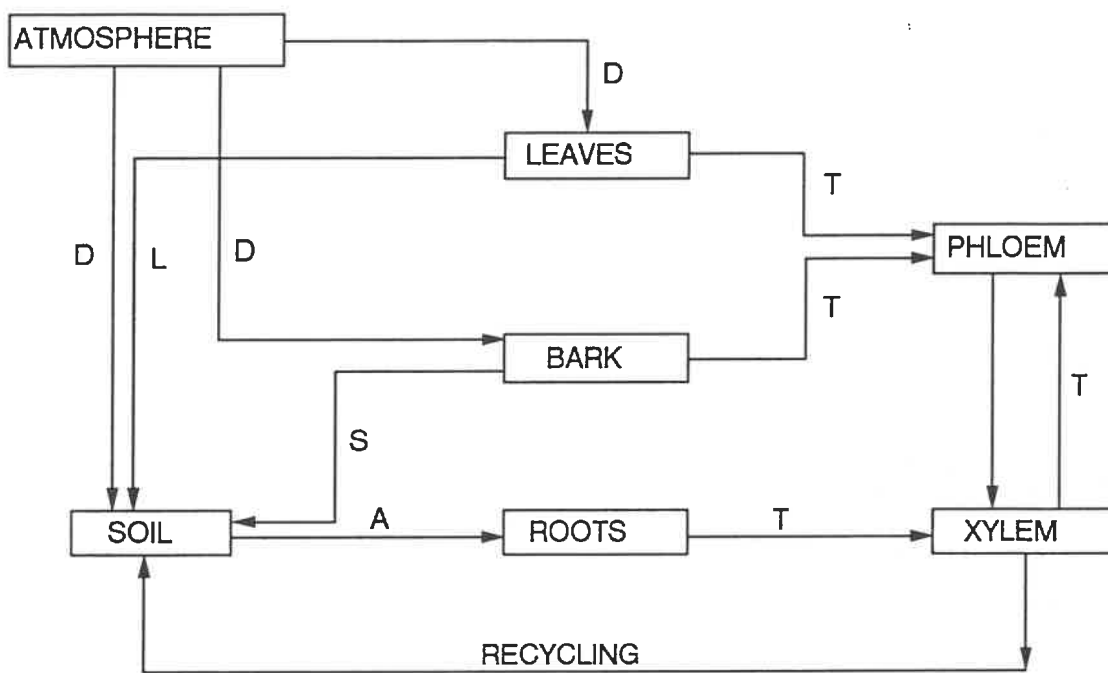 ATMOSPHERE
D
LEAVES
T
D
L
D
PHLOEM
T
BARK
T
S
SOIL
A
ROOTS
T
XYLEM
RECYCLING